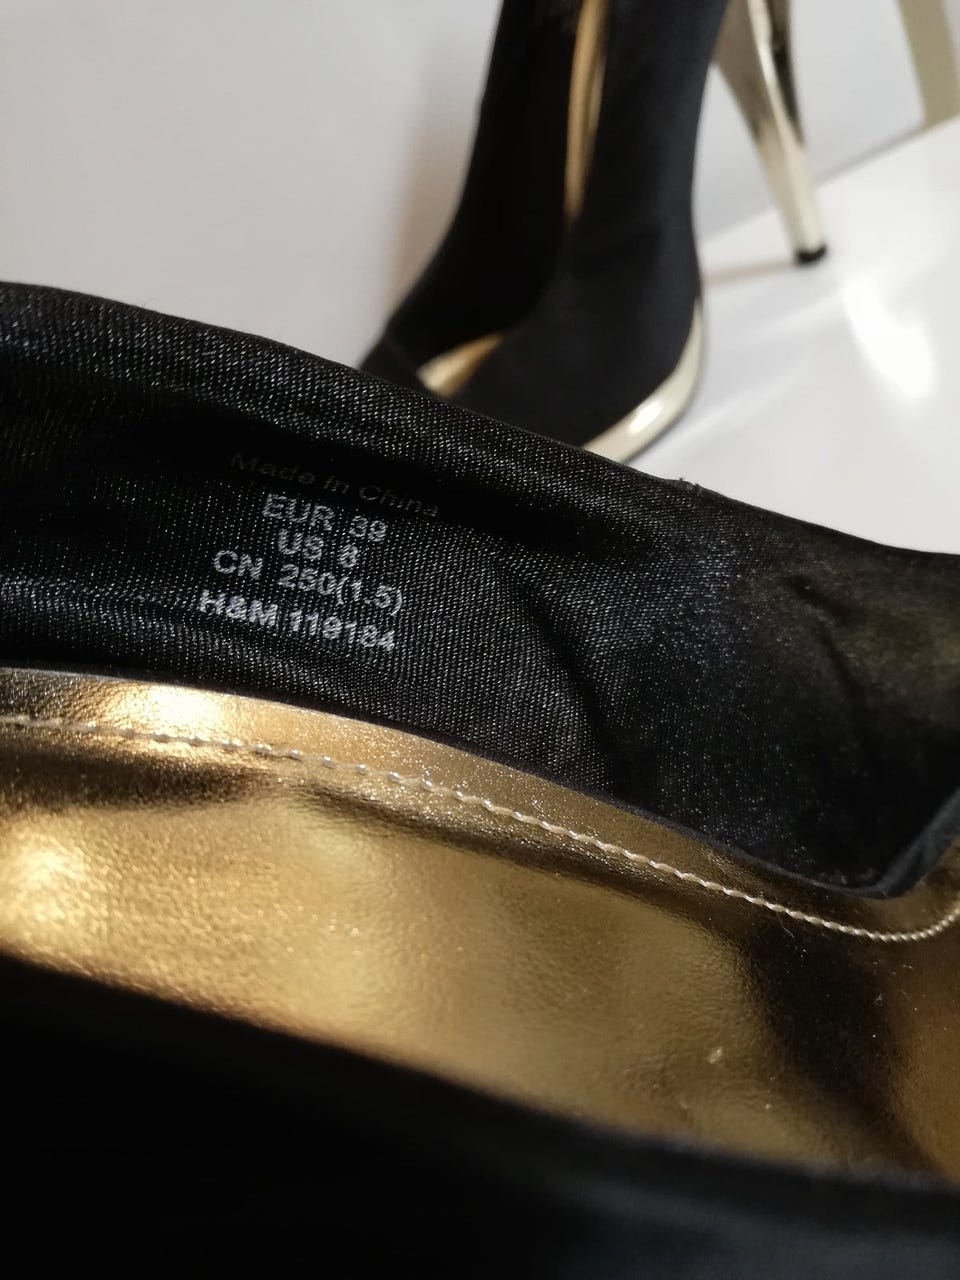 Made in China
EUR 39
US 8
CN 250(1.5)
H&M 119184